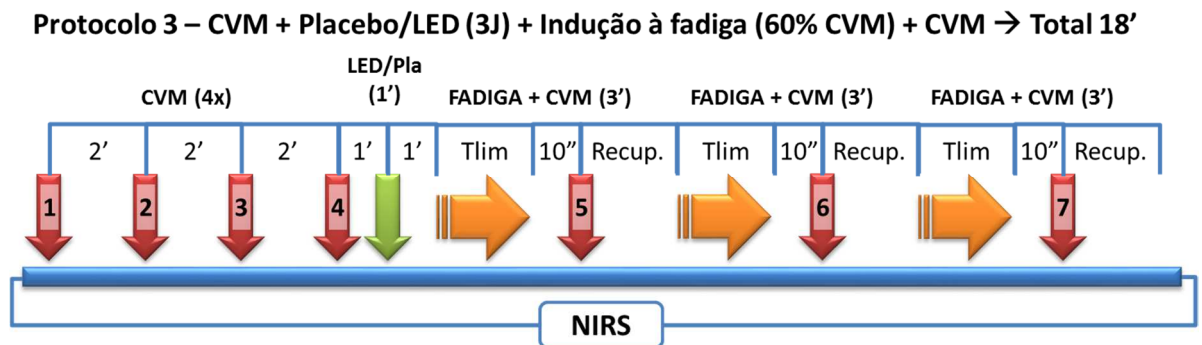 Protocolo 3 – CVM + Placebo/LED (3J) + Indução à fadiga (60% CVM) + CVM → Total 18’
LED/Pla
(1’)
CVM (4x)
FADIGA + CVM (3’)
FADIGA + CVM (3’)
FADIGA + CVM (3’)
2’ 2’ 2’ 1’ 1’ Tlim 10” Recup. Tlim 10” Recup. Tlim 10” Recup.
1 2 3 4 5 6 7
NIRS